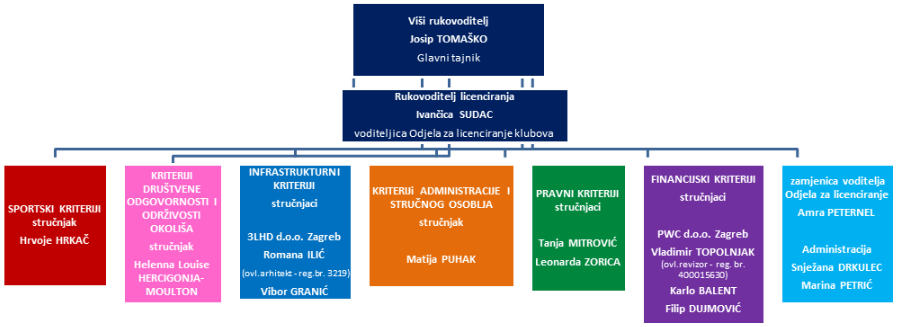 Viši rukovoditelj
Josip TOMAŠKO
Glavni tajnik
Rukovoditelj licenciranja
Ivančica SUDAC
voditeljica Odjela za licenciranje klubova
SPORTSKI KRITERIJI
stručnjak
Hrvoje HRKAČ
KRITERIJI
DRUŠTVENE
ODGOVORNOSTI I
ODRŽIVOSTI
OKOLIŠA
stručnjak
Helenna Louise
HERCIGONJA-
MOULTON
INFRASTRUKTURNI
KRITERIJI
stručnjaci
3LHD d.o.o. Zagreb
Romana ILIĆ
(ovl.arhitekt - reg.br. 3219)
Vibor GRANIĆ
KRITERIJI ADMINISTRACIJE I
STRUČNOG OSOBLJA
stručnjak
Matija PUHAK
PRAVNI KRITERIJI
stručnjaci
Tanja MITROVIĆ
Leonarda ZORICA
FINANCIJSKI KRITERIJI
stručnjaci
PWC d.o.o. Zagreb
Vladimir TOPOLNJAK
(ovl.revizor - reg. br.
400015630)
Karlo BALENT
Filip DUJMOVIĆ
zamjenica voditelja
Odjela za licenciranje
Amra PETERNEL
Administracija
Snježana DRKULEC
Marina PETRIĆ